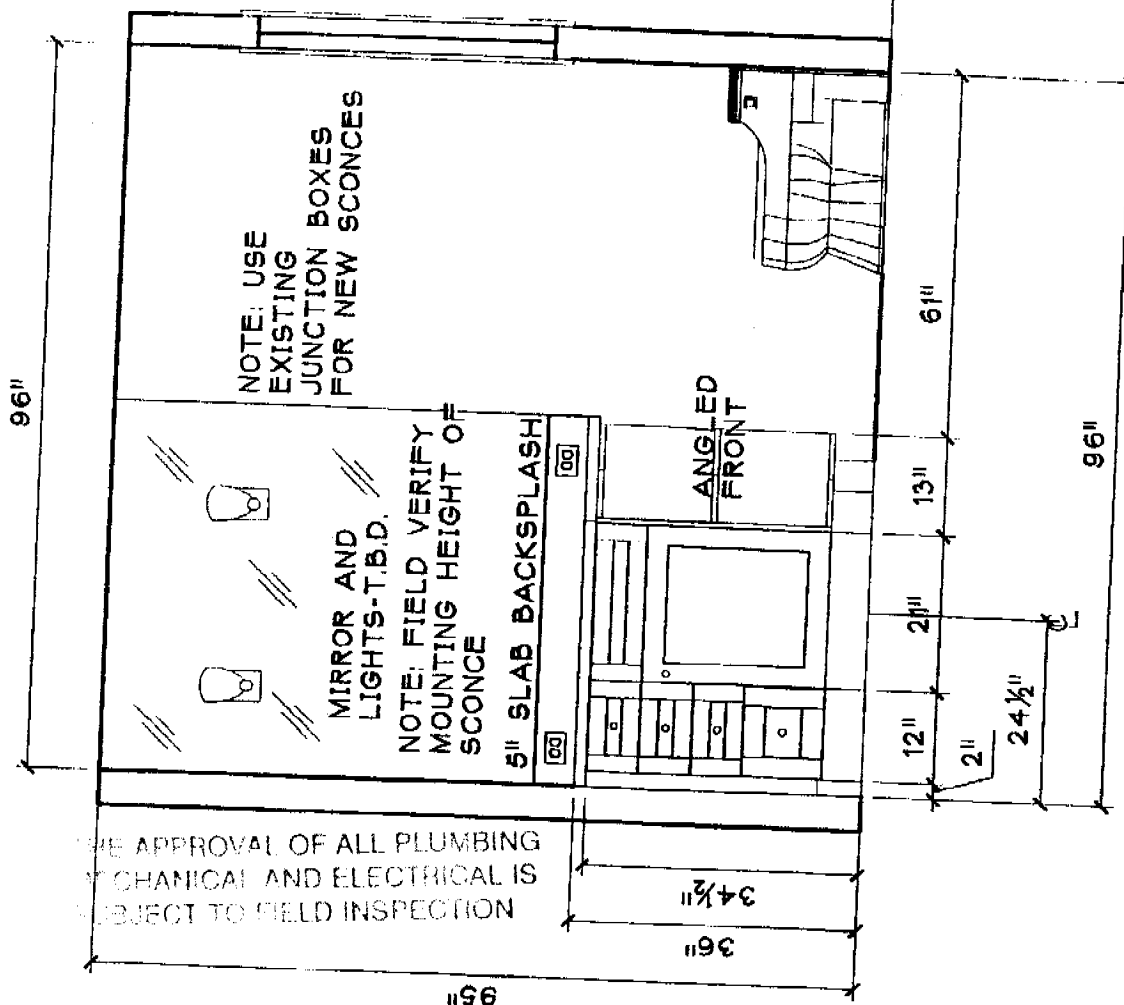 96"
NOTE: USE
EXISTING
JUNCTION BOXES
FOR NEW SCONCES
MIRROR AND
LIGHTS-T.B.D.
NOTE: FIELD VERIFY
MOUNTING HEIGHT OF
SCONCE
5" SLAB BACKSPLASH
ANGLED
FRONT
61"
13"
21"
12"
2"
24½"
96"
APPROVAL OF ALL PLUMBING
AND ELECTRICAL IS
SUBJECT TO FIELD INSPECTION
34½"
36"
95"